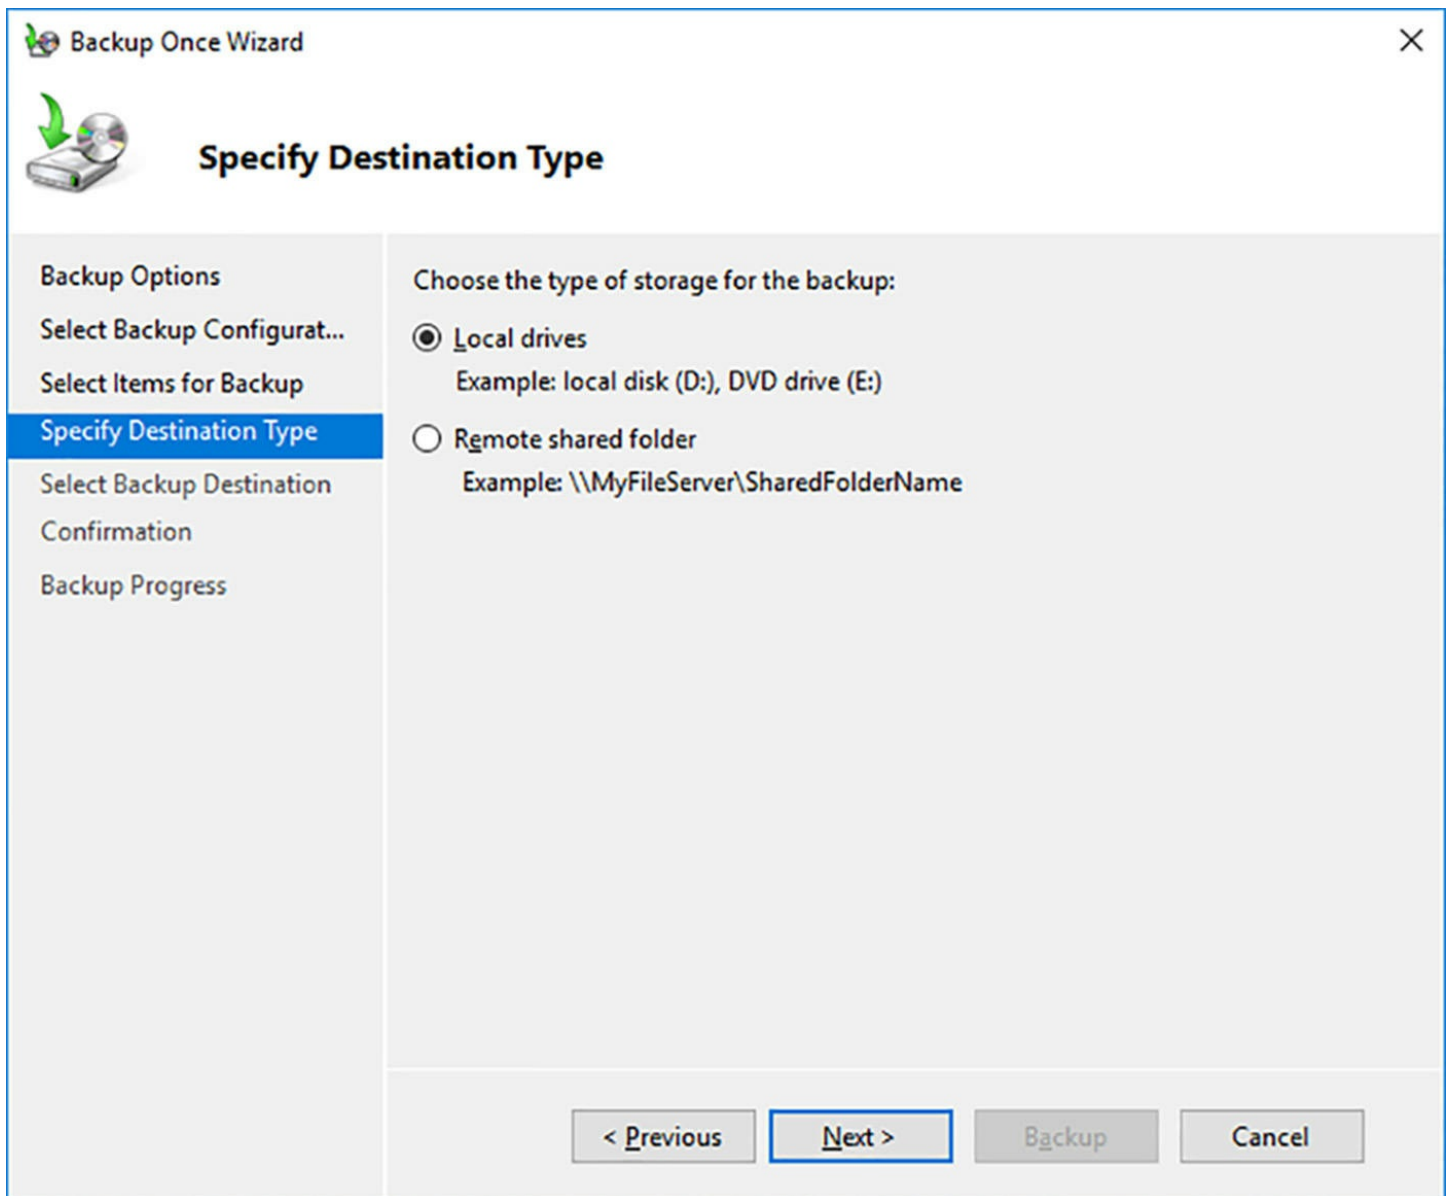 Backup Once Wizard
Specify Destination Type
Backup Options
Select Backup Configurat...
Select Items for Backup
Specify Destination Type
Select Backup Destination
Confirmation
Backup Progress
Choose the type of storage for the backup:
Local drives
Example: local disk (D:), DVD drive (E:)
Remote shared folder
Example: \\MyFileServer\SharedFolderName
< Previous
Next >
Backup
Cancel